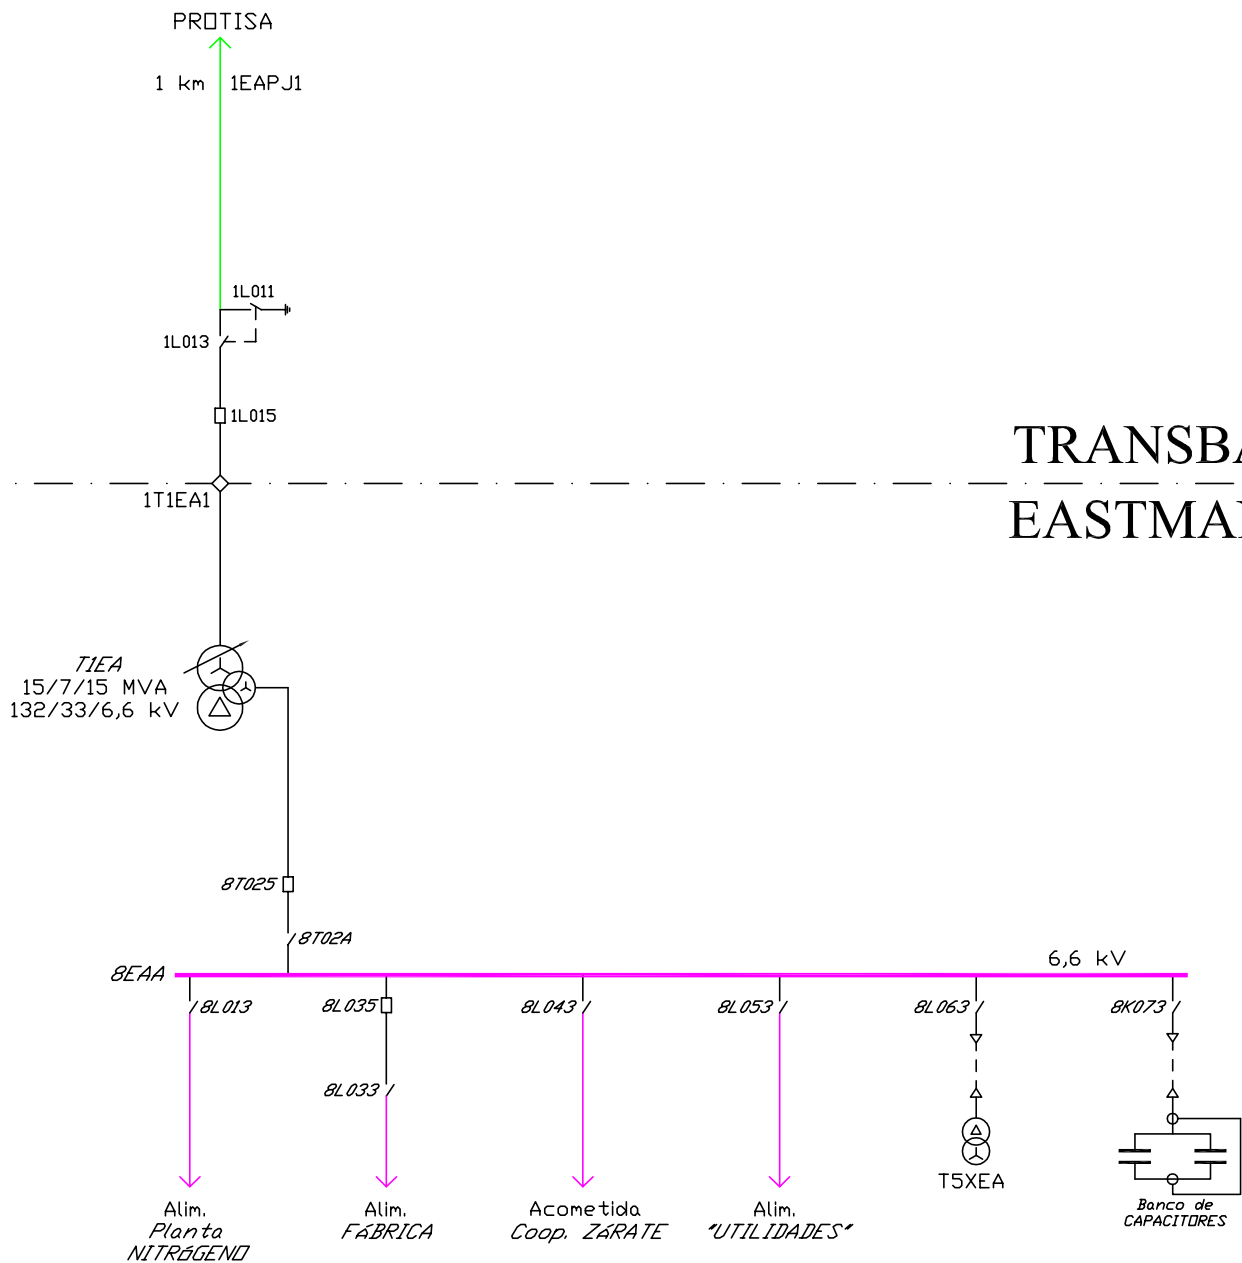 PROTISA
1 km 1EAPJ1
1L011
1L013
1L015
TRANSBA
1T1EA1
EASTMAN
T1EA
15/7/15 MVA
132/33/6,6 kV
8T025
8T02A
8EAA
6,6 kV
8L013
8L035
8L043
8L053
8L063
8K073
8L033
T5XEA
Alim.
Planta
NITRÓGENO
Alim.
FÁBRICA
Acometida
Coop. ZÁRATE
Alim.
"UTILIDADES"
Banco de
CAPACITORES